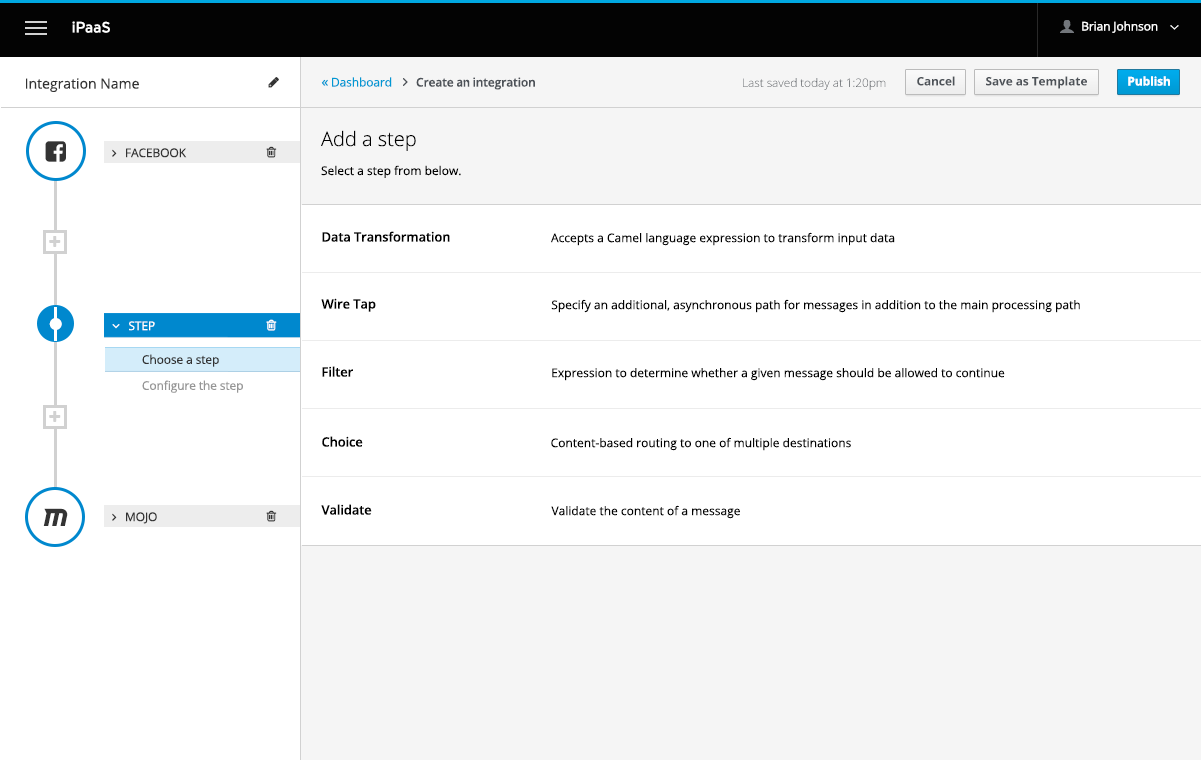 iPaaS
Brian Johnson
Integration Name
« Dashboard > Create an integration
Last saved today at 1:20pm
Cancel
Save as Template
Publish
FACEBOOK
STEP
Choose a step
Configure the step
MOJO
Add a step
Select a step from below.
Data Transformation
Accepts a Camel language expression to transform input data
Wire Tap
Specify an additional, asynchronous path for messages in addition to the main processing path
Filter
Expression to determine whether a given message should be allowed to continue
Choice
Content-based routing to one of multiple destinations
Validate
Validate the content of a message